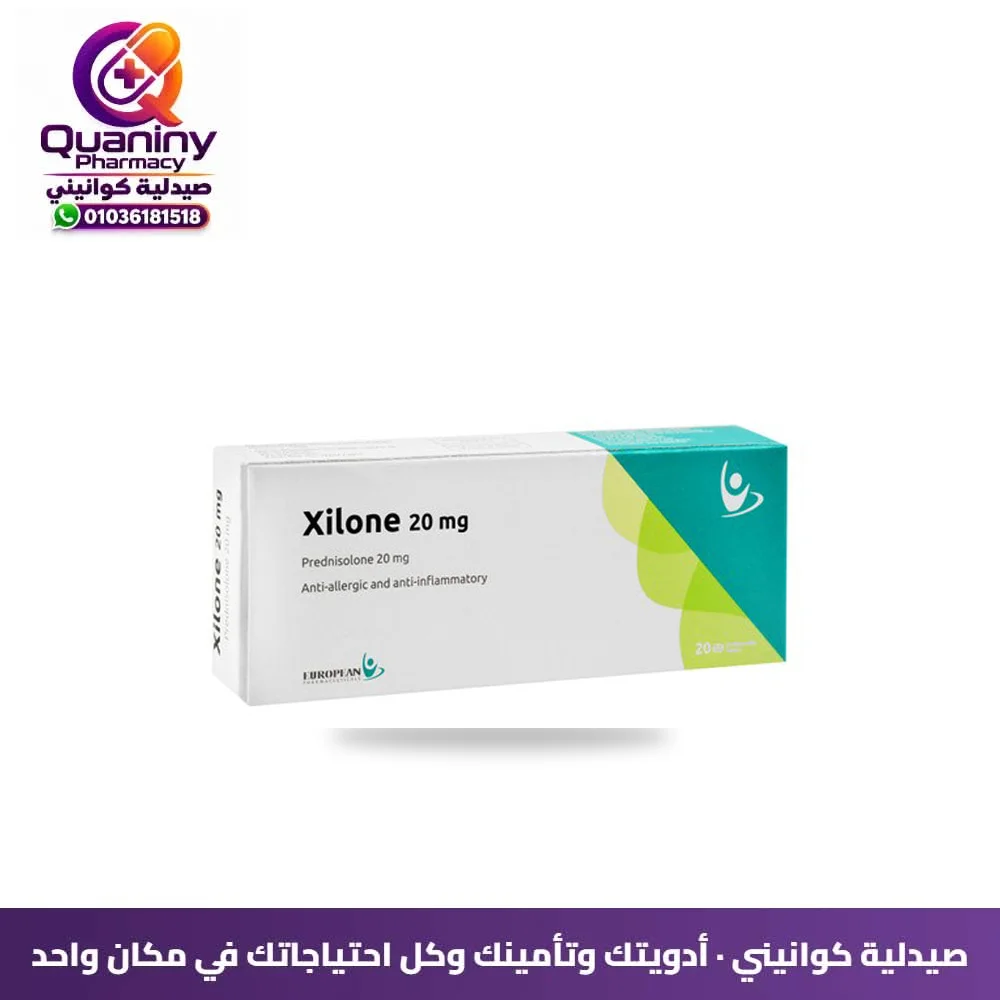 Quaniny
Pharmacy
صيدلية كوانيني
01036181518
Xilone 20 mg
Prednisolone 20 mg
Anti-allergic and anti-inflammatory
EUROPEAN
PHARMACEUTICALS
20
Xilone 20 mg
Prednisolone 20 mg
صيدلية كوانيني · أدويتك وتأمينك وكل احتياجاتك في مكان واحد